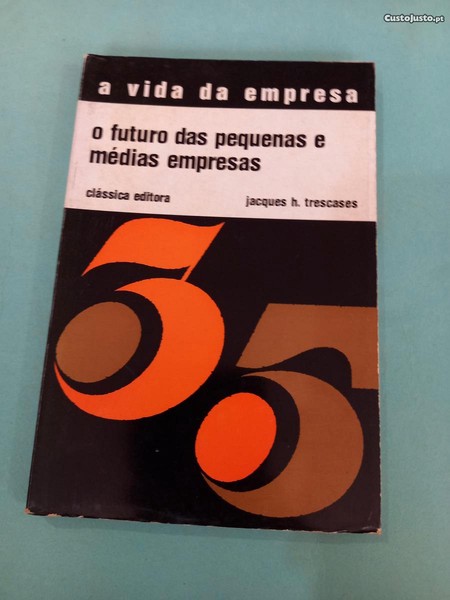 CustoJusto.pt
a vida da empresa
o futuro das pequenas e
médias empresas
clássica editora jacques h. trescases
35